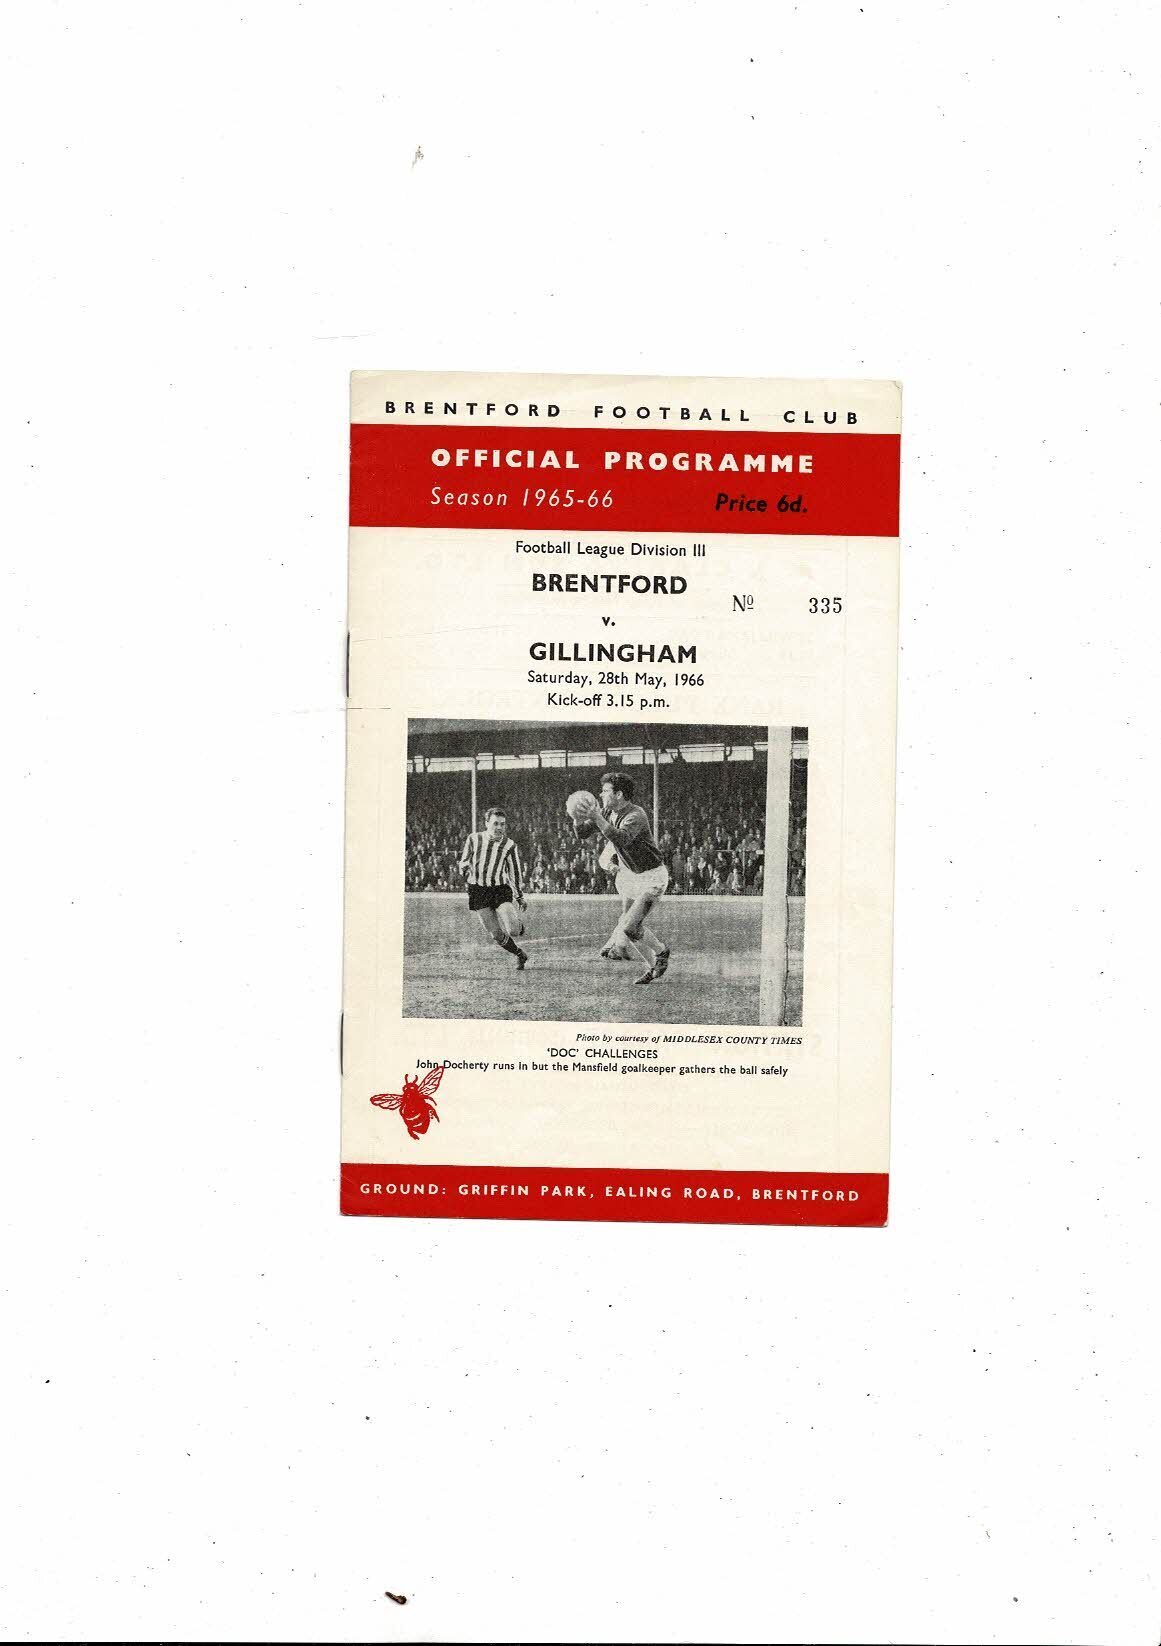 BRENTFORD FOOTBALL CLUB
OFFICIAL PROGRAMME
Season 1965-66 Price 6d.
Football League Division III
BRENTFORD
Nº 335
v.
GILLINGHAM
Saturday, 28th May, 1966
Kick-off 3.15 p.m.
Photo by courtesy of MIDDLESEX COUNTY TIMES
'DOC' CHALLENGES
John Docherty runs in but the Mansfield goalkeeper gathers the ball safely
GROUND: GRIFFIN PARK, EALING ROAD, BRENTFORD